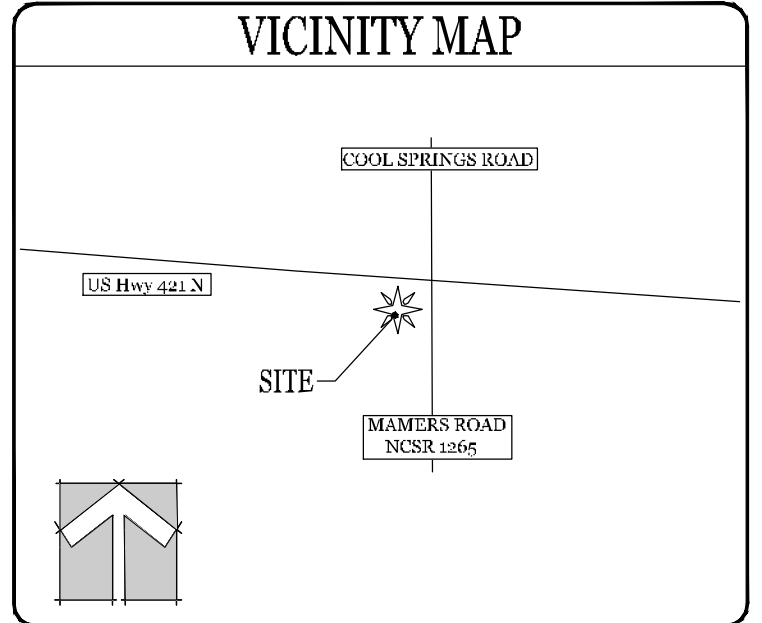 VICINITY MAP
COOL SPRINGS ROAD
US Hwy 421 N
SITE
MAMERS ROAD
NCSR 1265